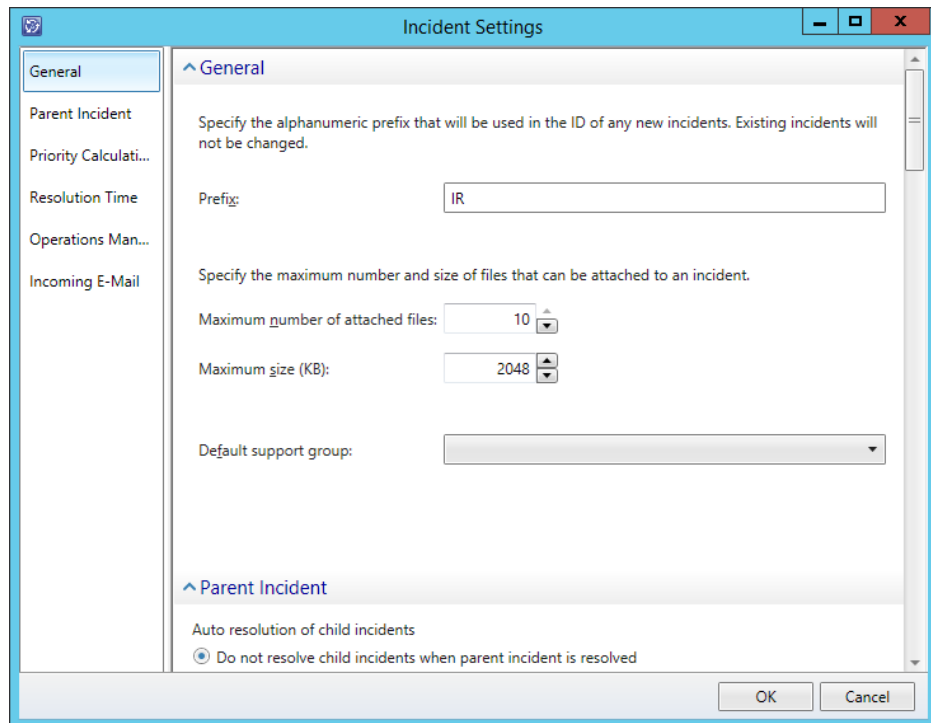 Incident Settings
General
Parent Incident
Priority Calculati...
Resolution Time
Operations Man...
Incoming E-Mail
General
Specify the alphanumeric prefix that will be used in the ID of any new incidents. Existing incidents will
not be changed.
Prefix: IR
Specify the maximum number and size of files that can be attached to an incident.
Maximum number of attached files: 10
Maximum size (KB): 2048
Default support group:
Parent Incident
Auto resolution of child incidents
Do not resolve child incidents when parent incident is resolved
OK Cancel